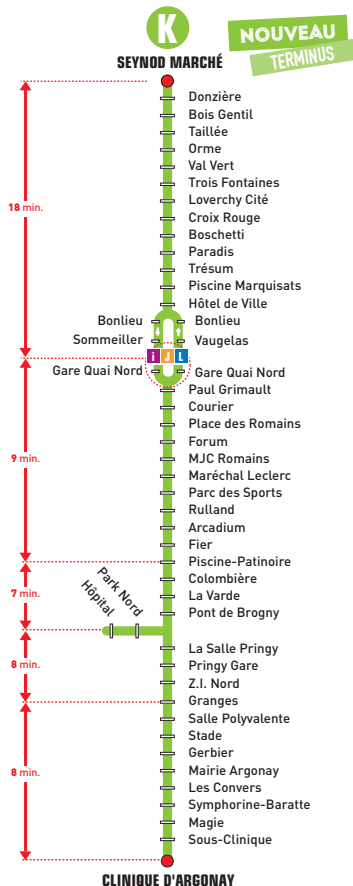 K
NOUVEAU
TERMINUS
SEYNOD MARCHÉ
Donzière
Bois Gentil
Taillée
Orme
Val Vert
Trois Fontaines
Loverchy Cité
Croix Rouge
18 min.
Boschetti
Paradis
Trésum
Piscine Marquisats
Hôtel de Ville
Bonlieu
Bonlieu
Sommeiller
Vaugelas
i J L
Gare Quai Nord
Gare Quai Nord
Paul Grimault
Courier
Place des Romains
Forum
9 min.
MJC Romains
Maréchal Leclerc
Parc des Sports
Rulland
Arcadium
Fier
Piscine-Patinoire
Colombière
7 min.
La Varde
Pont de Brogny
Park Nord
Hôpital
La Salle Pringy
8 min.
Pringy Gare
Z.I. Nord
Granges
Salle Polyvalente
Stade
Gerbier
8 min.
Mairie Argonay
Les Convers
Symphorine-Baratte
Magie
Sous-Clinique
CLINIQUE D'ARGONAY